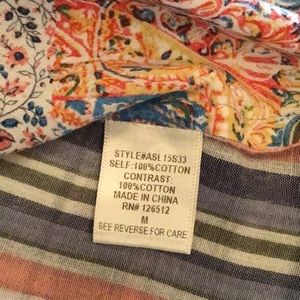 STYLE#ASL15S33
SELF:100%COTTON
CONTRAST:
100%COTTON
MADE IN CHINA
RN# 126512
M
SEE REVERSE FOR CARE